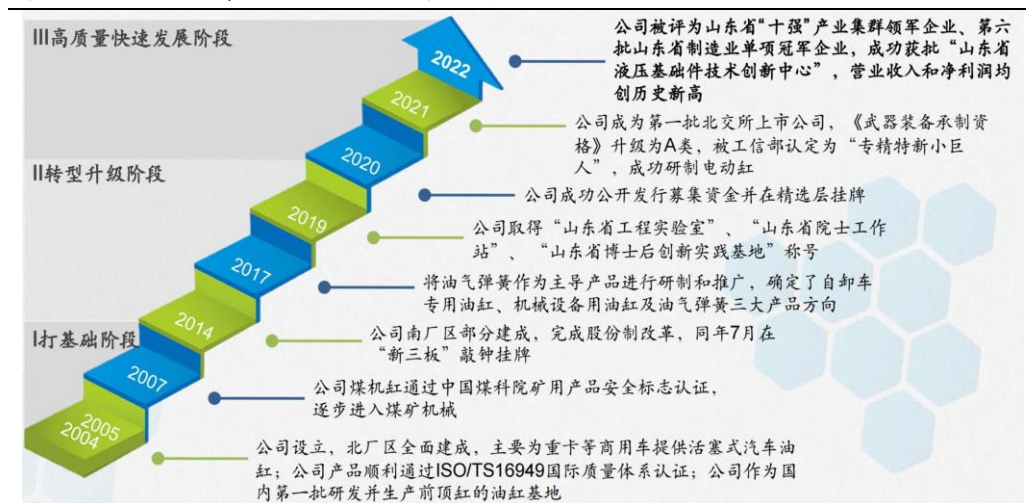 III高质量快速发展阶段
2022
公司被评为山东省“十强”产业集群领军企业、第六
批山东省制造业单项冠军企业，成功获批“山东省
液压基础件技术创新中心”，营业收入和净利润均
创历史新高
2021
公司成为第一批北交所上市公司，《武器装备承制资
格》升级为A类，被工信部认定为“专精特新小巨
人”，成功研制电动缸
II转型升级阶段
2020
公司成功公开发行募集资金并在精选层挂牌
2019
公司取得“山东省工程实验室”、“山东省院士工作
站”、“山东省博士后创新实践基地”称号
2017
将油气弹簧作为主导产品进行研制和推广，确定了自卸车
专用油缸、机械设备用油缸及油气弹簧三大产品方向
I打基础阶段
2014
公司南厂区部分建成，完成股份制改革，同年7月在
“新三板”敲钟挂牌
2007
公司煤机缸通过中国煤科院矿用产品安全标志认证，
逐步进入煤矿机械
2005
2004
公司设立，北厂区全面建成，主要为重卡等商用车提供活塞式汽车油
缸；公司产品顺利通过ISO/TS16949国际质量体系认证；公司作为国
内第一批研发并生产前顶缸的油缸基地